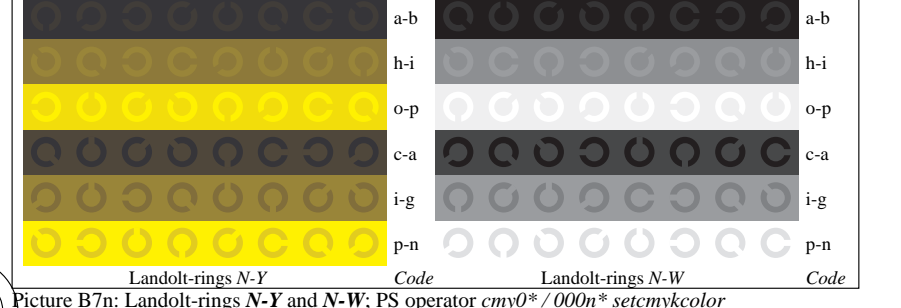 a-b a-b
h-i h-i
o-p o-p
c-a c-a
i-g i-g
p-n p-n
Landolt-rings N-Y Code Landolt-rings N-W Code
Picture B7n: Landolt-rings N-Y and N-W; PS operator cmy0* / 000n* setcmykcolor